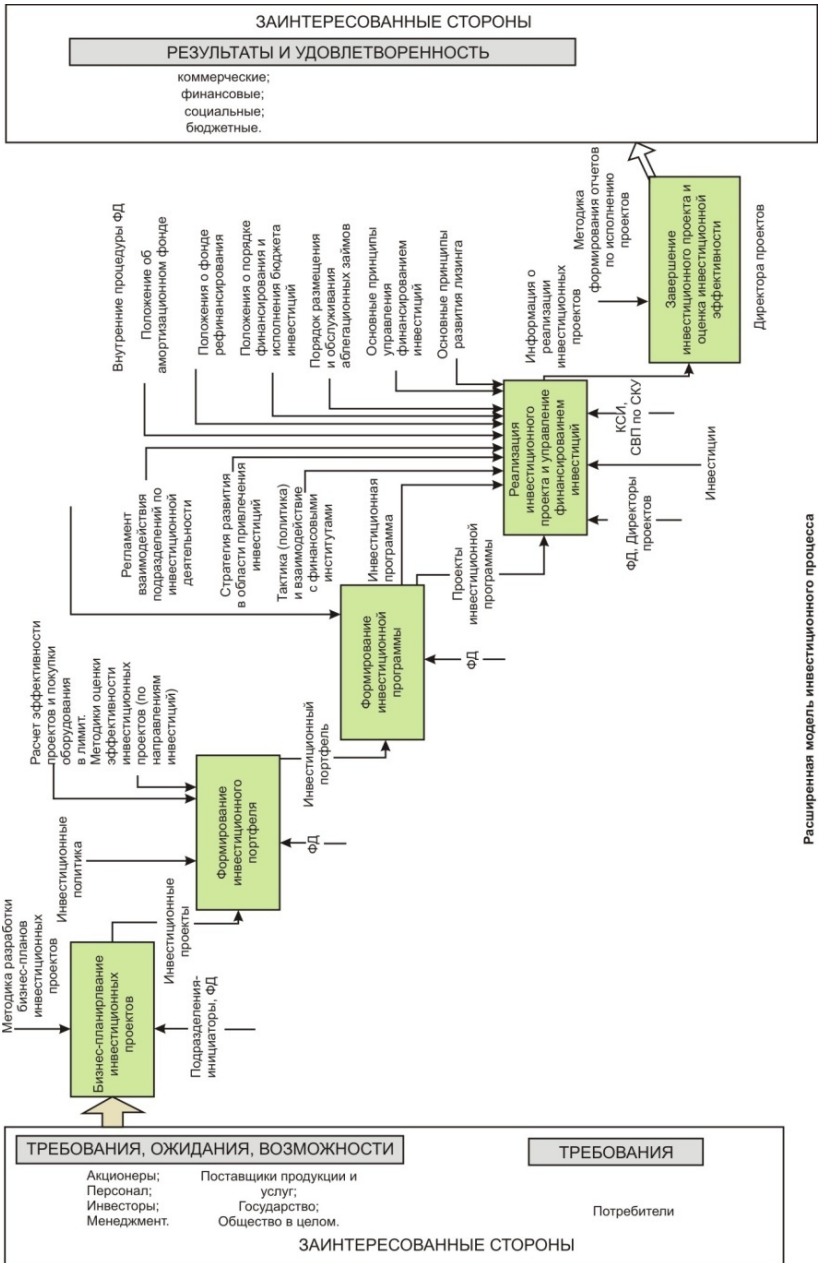 ЗАИНТЕРЕСОВАННЫЕ СТОРОНЫ
РЕЗУЛЬТАТЫ И УДОВЛЕТВОРЕННОСТЬ
коммерческие;
финансовые;
социальные;
бюджетные.
Внутренние процедуры ФД
Положение об
амортизационном фонде
Положения о фонде
рефинансирования
Положения о порядке
финансирования и
исполнения бюджета
инвестиций
Порядок размещения
и обслуживания
аблегационных займов
Основные принципы
управления
финансированием
инвестиций
Основные принципы
развития лизинга
Информация о
реализации
инвестиционных
проектов
Методика
формирования отчетов
по исполнению
проектов
Завершение
инвестиционного проекта и
оценка инвестиционной
эффективности
Директора проектов
Регламент
взаимодействия
подразделений по
инвестиционной
деятельности
Стратегия развития
в области привлечения
инвестиций
Тактика (политика)
и взаимодействие
с финансовыми
институтами
Инвестиционная
программа
Проекты
инвестиционной
программы
Реализация
инвестиционного
проекта и управление
финансированием
инвестиций
КСИ,
СВП по СКУ
Инвестиции
ФД, Директоры
проектов
Расчет эффективности
проектов и покупки
оборудования
в лимит.
Методики оценки
эффективности
инвестиционных
проектов (по
направлениям
инвестиций)
Инвестиционный
портфель
Формирование
инвестиционной
программы
ФД
Инвестиционные
политика
Формирование
инвестиционного
портфеля
ФД
Методика разработки
бизнес-планов
инвестиционных
проектов
Инвестиционные
проекты
Бизнес-планирлвание
инвестиционных
проектов
Подразделения-
инициаторы, ФД
ТРЕБОВАНИЯ, ОЖИДАНИЯ, ВОЗМОЖНОСТИ
Акционеры;
Персонал;
Инвесторы;
Менеджмент.
Поставщики продукции и
услуг;
Государство;
Общество в целом.
ТРЕБОВАНИЯ
Потребители
ЗАИНТЕРЕСОВАННЫЕ СТОРОНЫ
Расширенная модель инвестиционного процесса